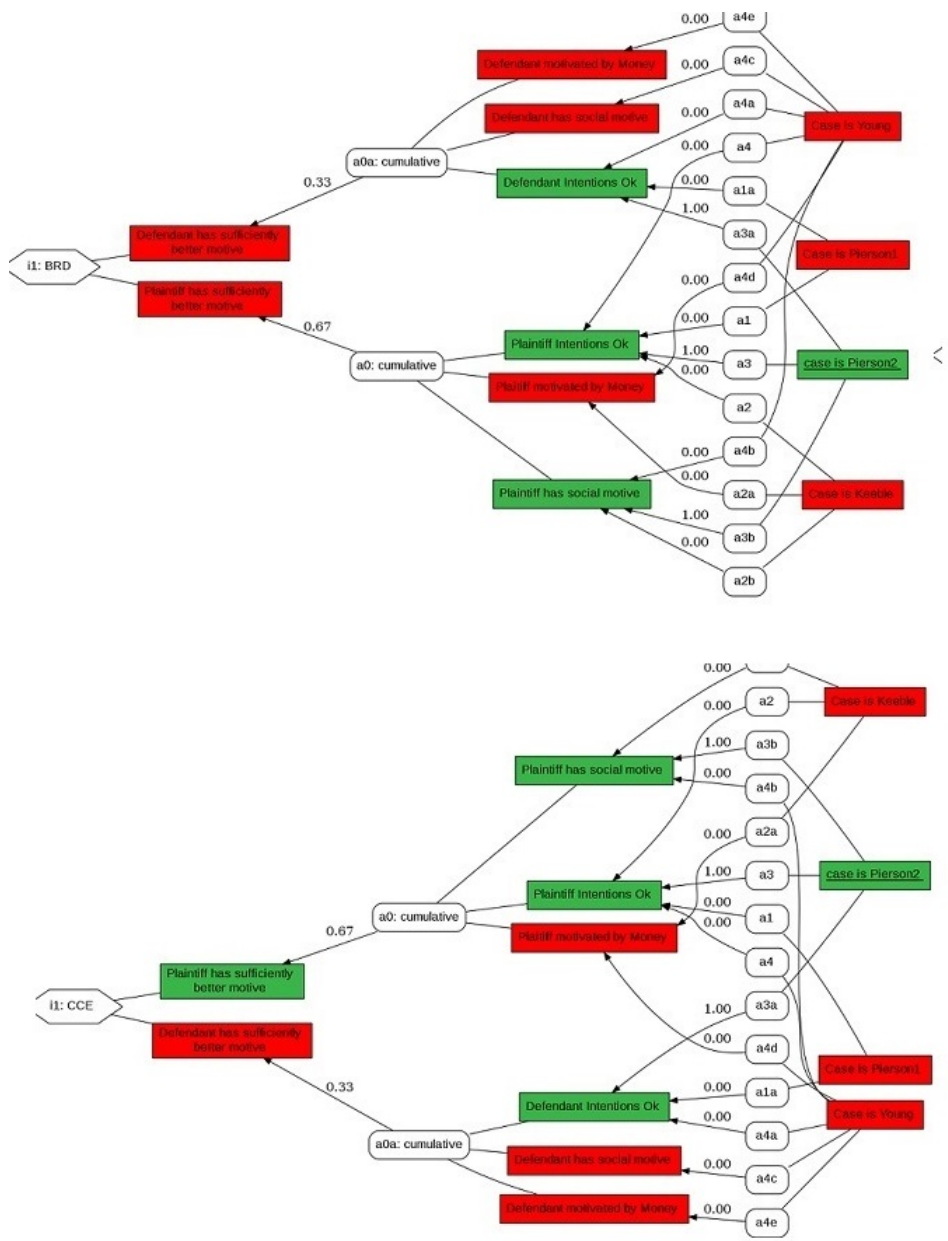 0.00
a4e
Defendant motivated by Money
0.00
a4c
Defendant has social motive
0.00
a4a
Case is Young
a0a: cumulative
0.00
a4
0.33
Defendant Intentions Ok
0.00
a1a
1.00
a3a
Defendant has sufficiently
better motive
Case is Pierson1
i1: BRD
0.00
a4d
Plaintiff has sufficiently
better motive
0.67
0.00
a1
Plaintiff Intentions Ok
1.00
a3
case is Pierson2
a0: cumulative
0.00
Plaitiff motivated by Money
a2
0.00
a4b
Plaintiff has social motive
0.00
a2a
Case is Keeble
1.00
a3b
0.00
a2b
0.00
0.00
a2
Case is Keeble
1.00
a3b
Plaintiff has social motive
0.00
a4b
0.00
a2a
1.00
a3
case is Pierson2
Plaintiff Intentions Ok
0.00
a1
a0: cumulative
0.00
Plaitiff motivated by Money
0.67
a4
Plaintiff has sufficiently
better motive
i1: CCE
1.00
a3a
Defendant has sufficiently
better motive
0.00
a4d
Case is Pierson1
0.33
0.00
a1a
Defendant Intentions Ok
Case is Young
0.00
a4a
a0a: cumulative
Defendant has social motive
0.00
a4c
Defendant motivated by Money
0.00
a4e